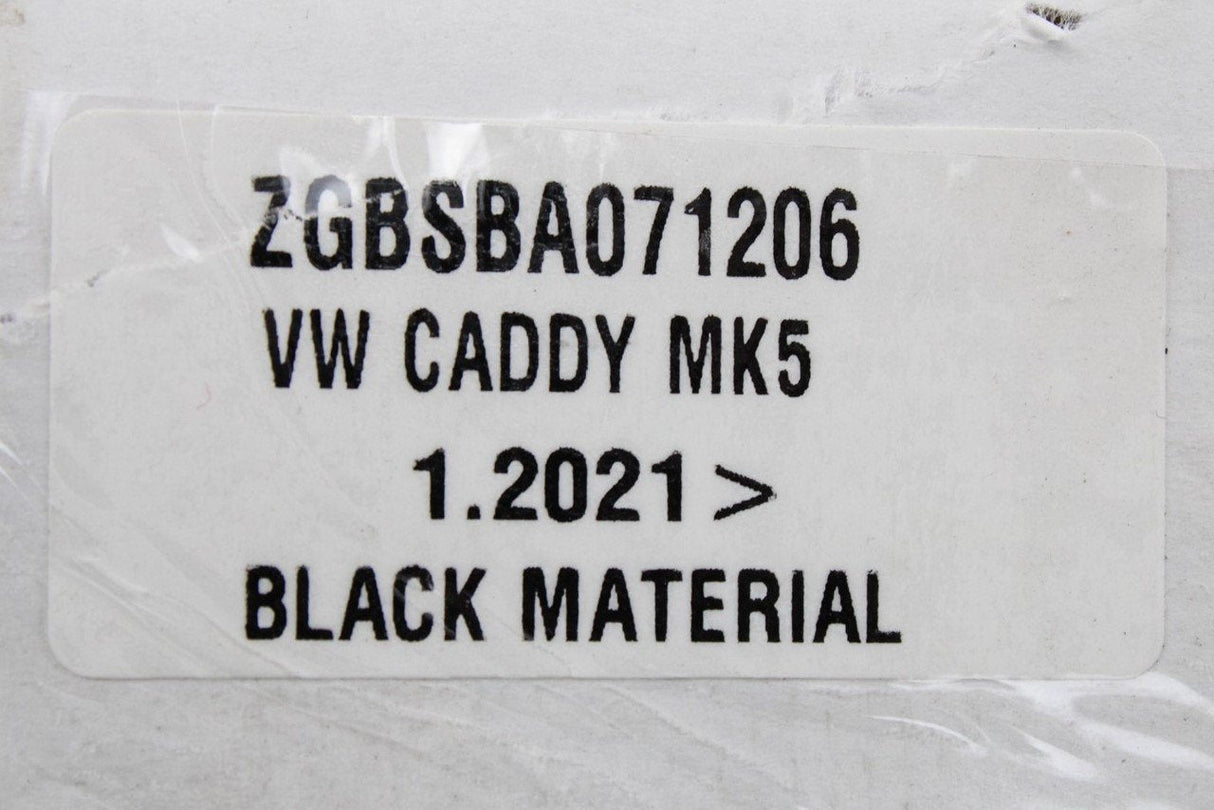 ZGBSBA071206
VW CADDY MK5
1.2021>
BLACK MATERIAL